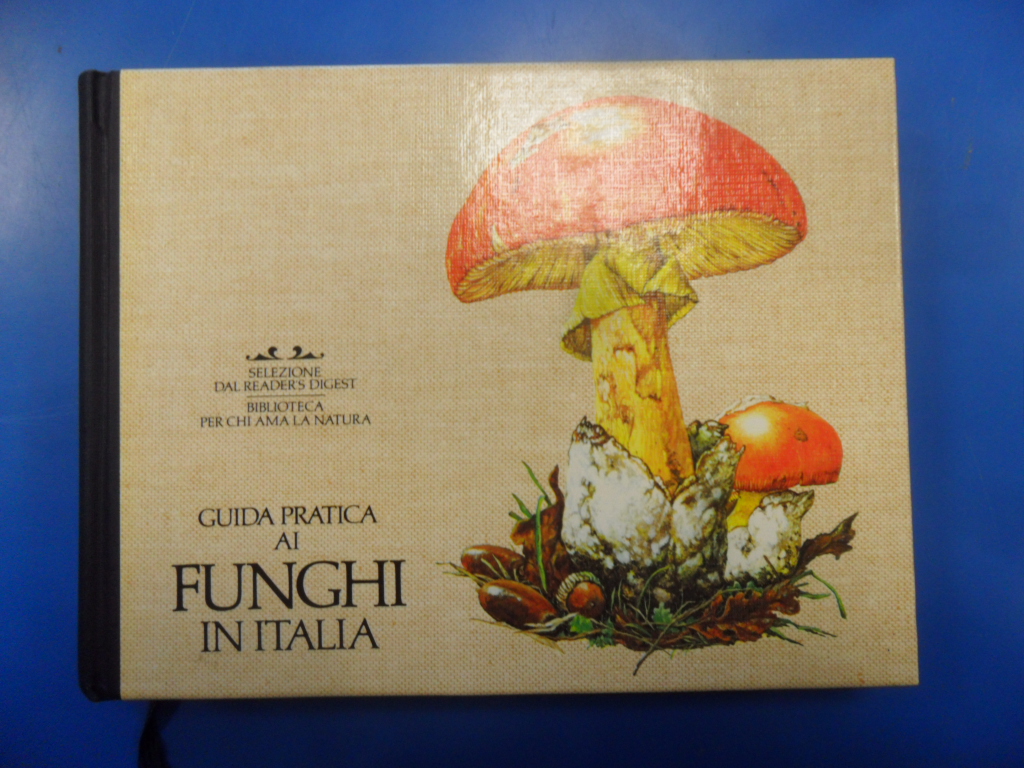 SELEZIONE
DAL READER'S DIGEST
BIBLIOTECA
PER CHI AMA LA NATURA
GUIDA PRATICA
AI
FUNGHI
IN ITALIA